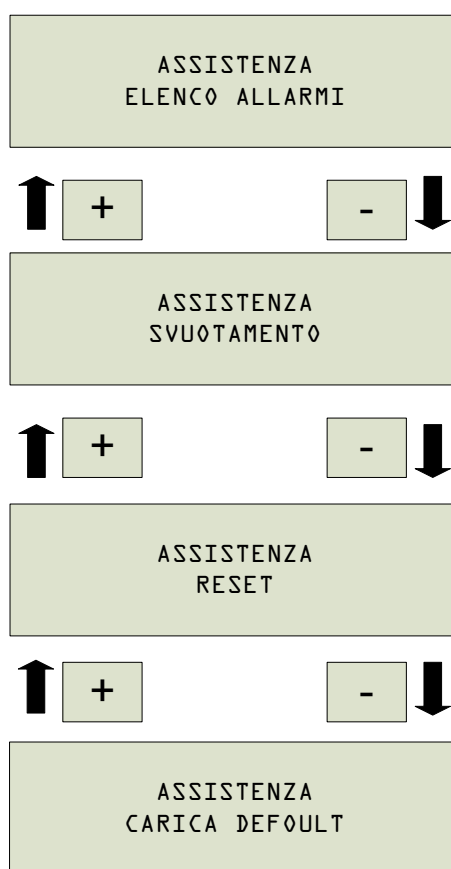 ASSISTENZA
ELENCO ALLARMI
+ -
ASSISTENZA
SVUOTAMENTO
+ -
ASSISTENZA
RESET
+ -
ASSISTENZA
CARICA DEFOULT